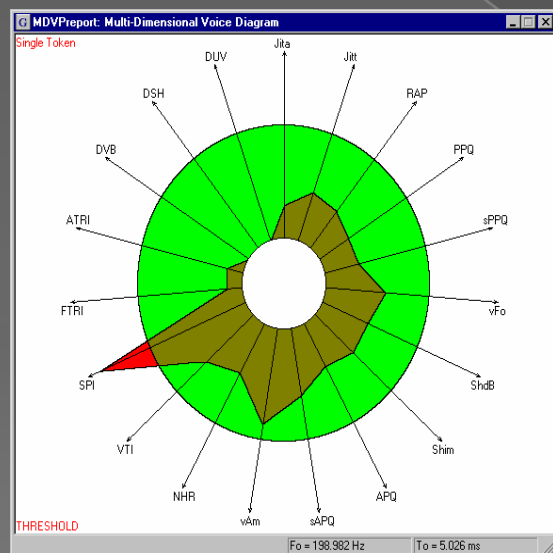 G MDVPreport: Multi-Dimensional Voice Diagram
Single Token
Jita
DUV
Jitt
DSH
RAP
DVB
PPQ
ATRI
sPPQ
FTRI
vFo
SPI
ShdB
VTI
Shim
NHR
APQ
vAm
sAPQ
THRESHOLD
Fo = 198.982 Hz
To = 5.026 ms